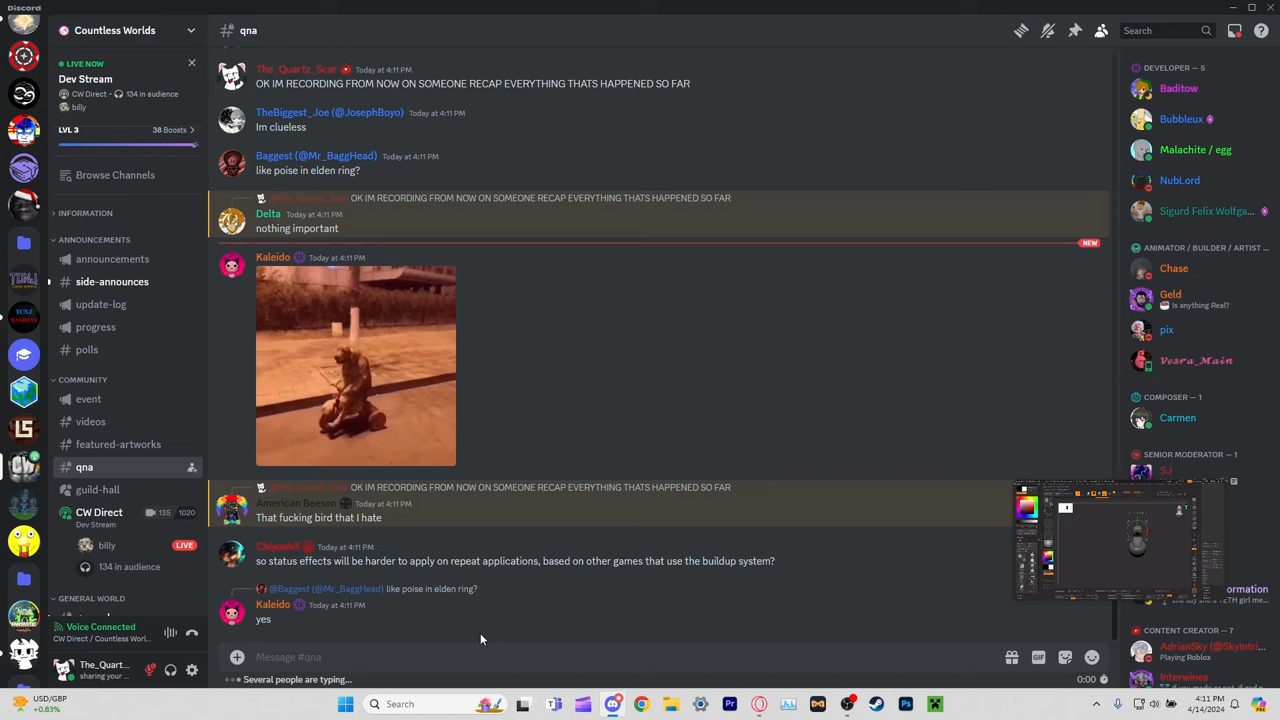 Discord
Countless Worlds
qna
Search
LIVE NOW
Dev Stream
CW Direct • 134 in audience
billy
LVL 3
38 Boosts
Browse Channels
INFORMATION
ANNOUNCEMENTS
announcements
side-announces
update-log
progress
polls
COMMUNITY
event
videos
featured-artworks
qna
guild-hall
CW Direct
135 1020
Dev Stream
billy
LIVE
134 in audience
GENERAL WORLD
Voice Connected
CW Direct / Countless Worl...
The_Quart...
sharing your ...
The_Quartz_Scar Today at 4:11 PM
OK IM RECORDING FROM NOW ON SOMEONE RECAP EVERYTHING THATS HAPPENED SO FAR
TheBiggest_Joe (@JosephBoyo) Today at 4:11 PM
Im clueless
Baggest (@Mr_BaggHead) Today at 4:11 PM
like poise in elden ring?
@The_Quartz_Scar OK IM RECORDING FROM NOW ON SOMEONE RECAP EVERYTHING THATS HAPPENED SO FAR
Delta Today at 4:11 PM
nothing important
NEW
Kaleido Today at 4:11 PM
@The_Quartz_Scar OK IM RECORDING FROM NOW ON SOMEONE RECAP EVERYTHING THATS HAPPENED SO FAR
American Beeson Today at 4:11 PM
That fucking bird that I hate
Chiyushi1 Today at 4:11 PM
so status effects will be harder to apply on repeat applications, based on other games that use the buildup system?
@Baggest (@Mr_BaggHead) like poise in elden ring?
Kaleido Today at 4:11 PM
yes
Message #qna
GIF
Several people are typing...
0:00
DEVELOPER — 5
Baditow
Bubbleux
Malachite / egg
NubLord
Sigurd Felix Wolfga...
ANIMATOR / BUILDER / ARTIST ...
Chase
Geld
Is anything Real?
pix
Vesra_Main
COMPOSER — 1
Carmen
SENIOR MODERATOR — 1
SJ
CONTENT CREATOR — 7
AdrianSky (@SkyIntri...
Playing Roblox
Interwines
USD/GBP
+0.83%
Search
4:11 PM
4/14/2024